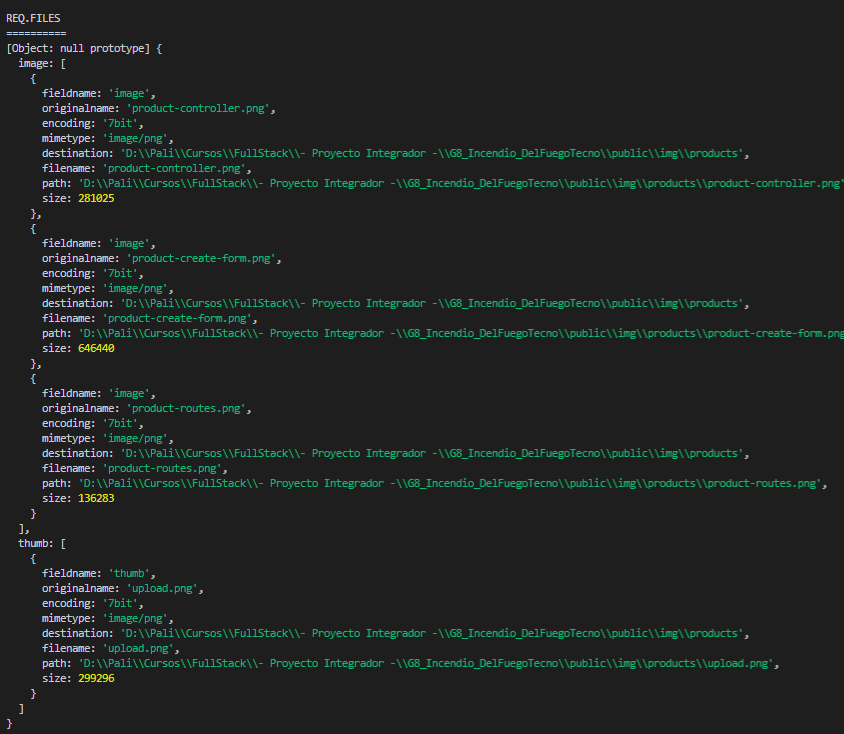 REQ.FILES
==========
[Object: null prototype] {
  image: [
    {
      fieldname: 'image',
      originalname: 'product-controller.png',
      encoding: '7bit',
      mimetype: 'image/png',
      destination: 'D:\\Pali\\Cursos\\FullStack\\- Proyecto Integrador -\\G8_Incendio_DelFuegoTecno\\public\\img\\products',
      filename: 'product-controller.png',
      path: 'D:\\Pali\\Cursos\\FullStack\\- Proyecto Integrador -\\G8_Incendio_DelFuegoTecno\\public\\img\\products\\product-controller.png'
      size: 281025
    },
    {
      fieldname: 'image',
      originalname: 'product-create-form.png',
      encoding: '7bit',
      mimetype: 'image/png',
      destination: 'D:\\Pali\\Cursos\\FullStack\\- Proyecto Integrador -\\G8_Incendio_DelFuegoTecno\\public\\img\\products',
      filename: 'product-create-form.png',
      path: 'D:\\Pali\\Cursos\\FullStack\\- Proyecto Integrador -\\G8_Incendio_DelFuegoTecno\\public\\img\\products\\product-create-form.png
      size: 646440
    },
    {
      fieldname: 'image',
      originalname: 'product-routes.png',
      encoding: '7bit',
      mimetype: 'image/png',
      destination: 'D:\\Pali\\Cursos\\FullStack\\- Proyecto Integrador -\\G8_Incendio_DelFuegoTecno\\public\\img\\products',
      filename: 'product-routes.png',
      path: 'D:\\Pali\\Cursos\\FullStack\\- Proyecto Integrador -\\G8_Incendio_DelFuegoTecno\\public\\img\\products\\product-routes.png',
      size: 136283
    }
  ],
  thumb: [
    {
      fieldname: 'thumb',
      originalname: 'upload.png',
      encoding: '7bit',
      mimetype: 'image/png',
      destination: 'D:\\Pali\\Cursos\\FullStack\\- Proyecto Integrador -\\G8_Incendio_DelFuegoTecno\\public\\img\\products',
      filename: 'upload.png',
      path: 'D:\\Pali\\Cursos\\FullStack\\- Proyecto Integrador -\\G8_Incendio_DelFuegoTecno\\public\\img\\products\\upload.png',
      size: 299296
    }
  ]
}